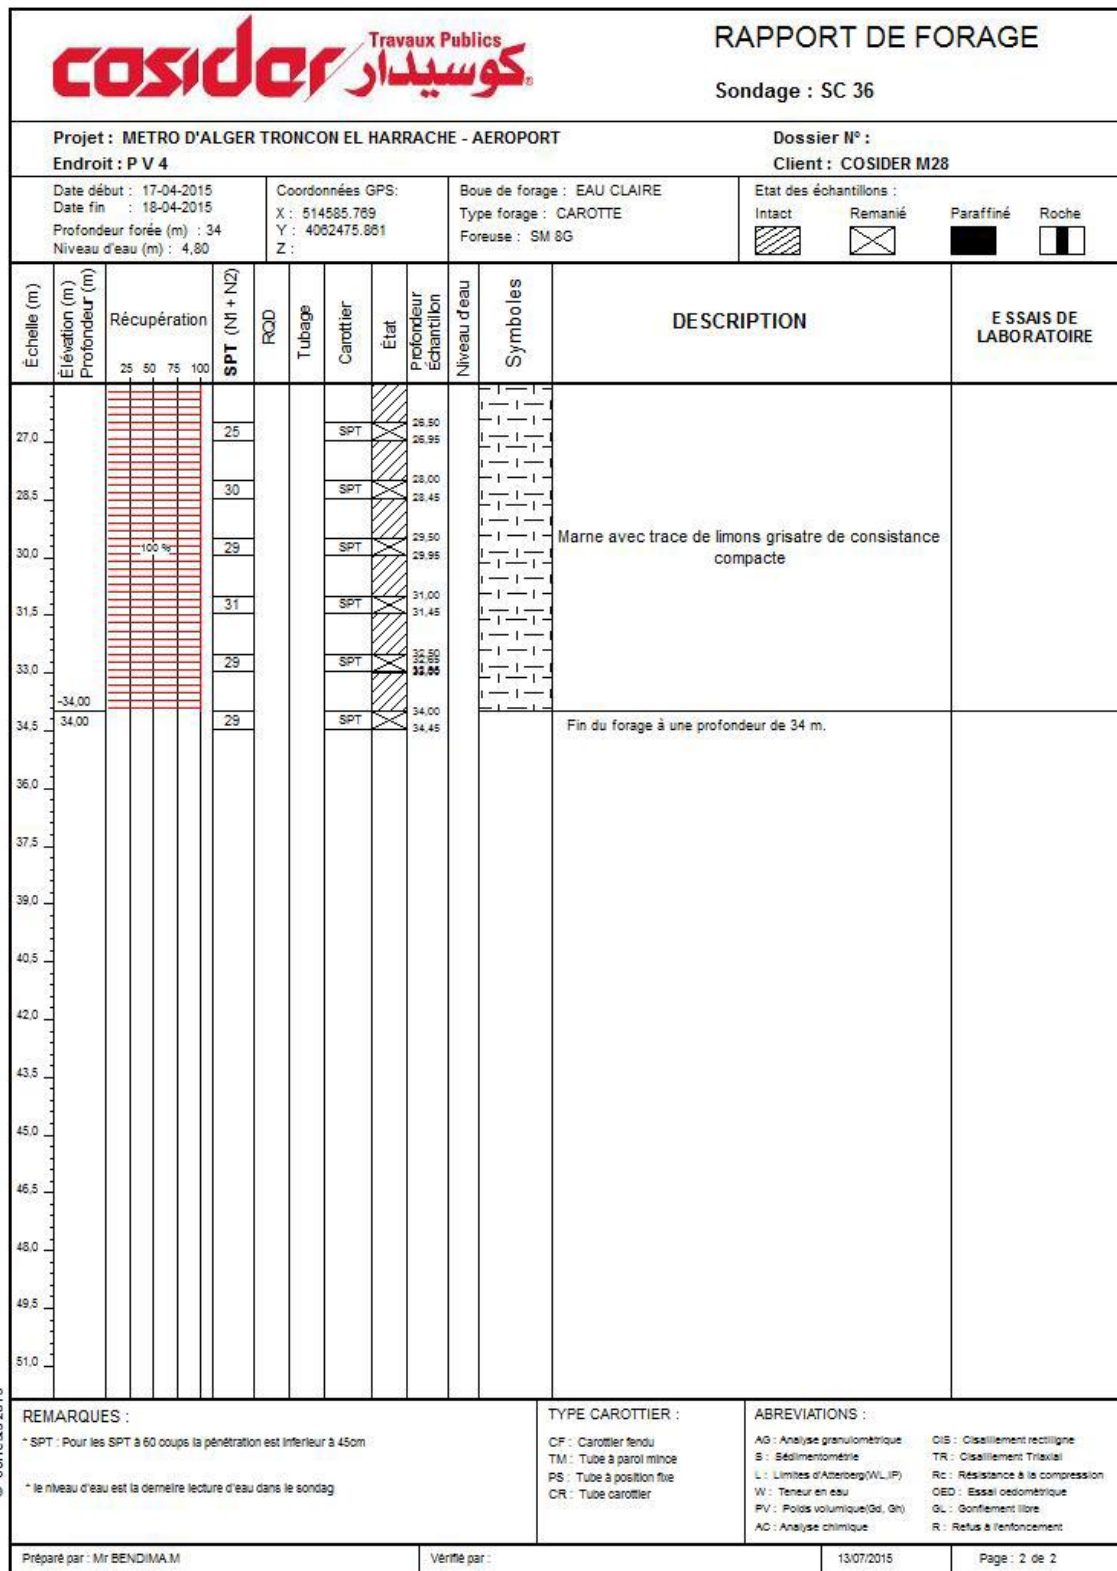 cosider Travaux Publics
كوسيدار
RAPPORT DE FORAGE
Sondage : SC 36
Projet : METRO D'ALGER TRONCON EL HARRACHE - AEROPORT
Dossier N° :
Endroit : P V 4
Client : COSIDER M28
Date début : 17-04-2015
Date fin : 18-04-2015
Profondeur forée (m) : 34
Niveau d'eau (m) : 4,80
Coordonnées GPS:
X : 514585.769
Y : 4062475.861
Z :
Boue de forage : EAU CLAIRE
Type forage : CAROTTE
Foreuse : SM 8G
Etat des échantillons :
Intact Remanié Paraffiné Roche
Échelle (m)
Élévation (m)
Profondeur (m)
Récupération
25 50 75 100
SPT (N1 + N2)
RQD
Tubage
Carottier
État
Profondeur
Échantillon
Niveau d'eau
Symboles
DESCRIPTION
E SSAIS DE
LABORATOIRE
25 SPT 26,50
27,0 26,95
30 SPT 28,00
28,5 28,45
100 % 29 SPT 29,50
30,0 29,95
Marne avec trace de limons grisatre de consistance
compacte
31 SPT 31,00
31,5 31,45
29 SPT 32,50
33,0
-34,00
34,00 29 SPT 34,00
34,5 34,45
Fin du forage à une profondeur de 34 m.
36,0
37,5
39,0
40,5
42,0
43,5
45,0
46,5
48,0
49,5
51,0
REMARQUES :
* SPT : Pour les SPT à 60 coups la pénétration est inferieur à 45cm
* le niveau d'eau est la derneire lecture d'eau dans le sondag
TYPE CAROTTIER :
CF : Carottier fendu
TM : Tube à paroi mince
PS : Tube à position fixe
CR : Tube carottier
ABREVIATIONS :
AG : Analyse granulométrique
S : Sédimentométrie
L : Limites d'Atterberg(WL,IP)
W : Teneur en eau
PV : Poids volumique(Gd, Gh)
AC : Analyse chimique
CIS : Cisaillement rectiligne
TR : Cisaillement Triaxial
Rc : Résistance à la compression
OED : Essai oedométrique
GL : Gonflement libre
R : Refus à l'enfoncement
Préparé par : Mr BENDIMA.M
Vérifié par :
13/07/2015
Page : 2 de 2